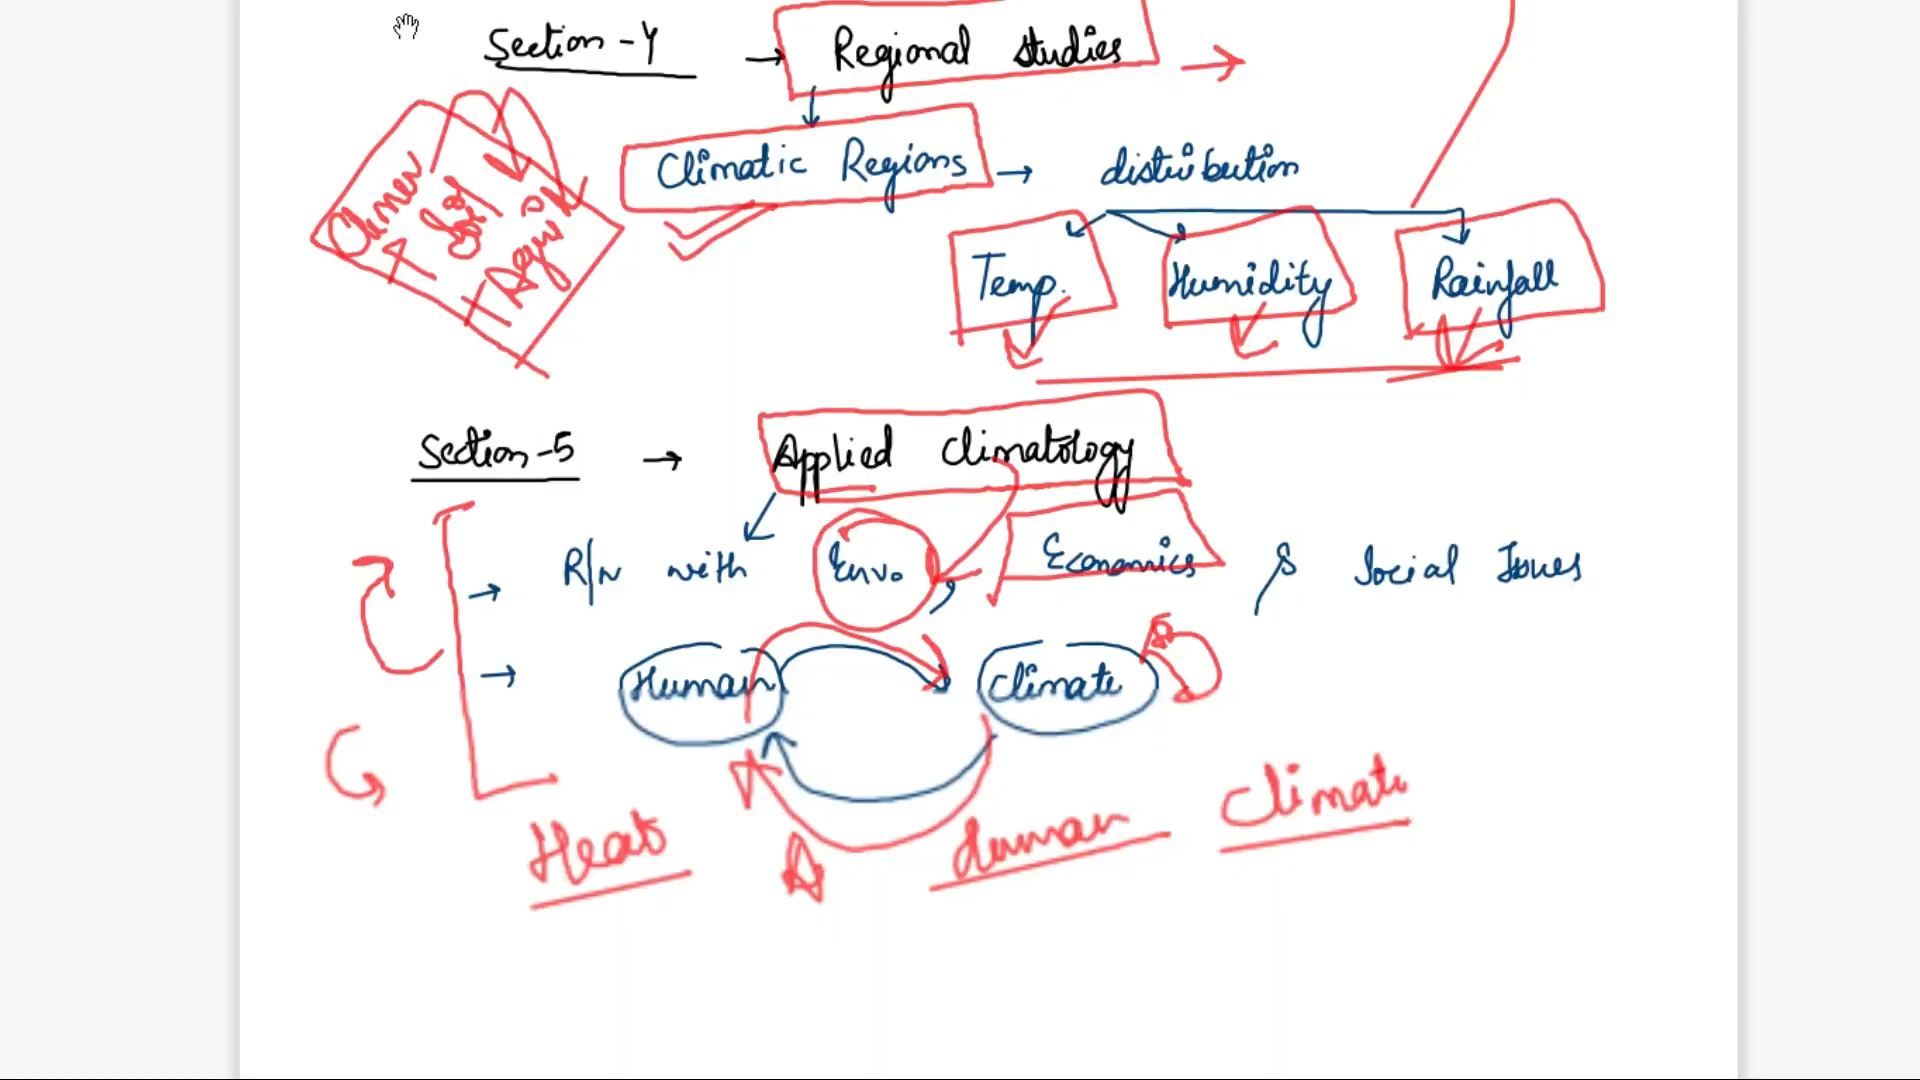 Section-4 → Regional studies →
Climatic Regions → distribution
Temp. Humidity Rainfall
Section-5 → Applied Climatology
→ R/n with Envo. , Economics & Social Issues
→ Human Climate
Heat Human Climate